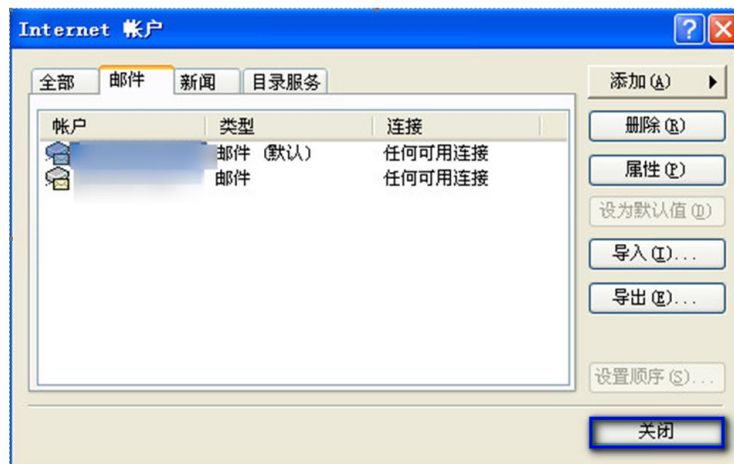 Internet 帐户
全部 邮件 新闻 目录服务
帐户 类型 连接
邮件 (默认) 任何可用连接
邮件 任何可用连接
添加(A)
删除(R)
属性(P)
设为默认值(D)
导入(I)...
导出(E)...
设置顺序(S)...
关闭